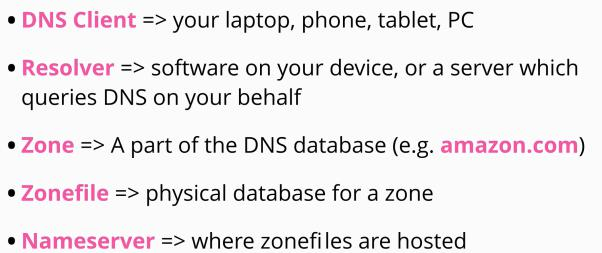 • DNS Client => your laptop, phone, tablet, PC
• Resolver => software on your device, or a server which
queries DNS on your behalf
• Zone => A part of the DNS database (e.g. amazon.com)
• Zonefile => physical database for a zone
• Nameserver => where zonefiles are hosted